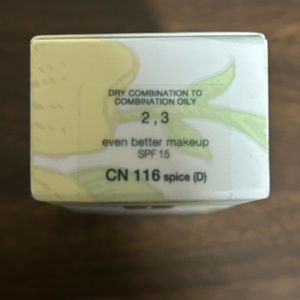 DRY COMBINATION TO
COMBINATION OILY
2 , 3
even better makeup
SPF 15
CN 116 spice (D)